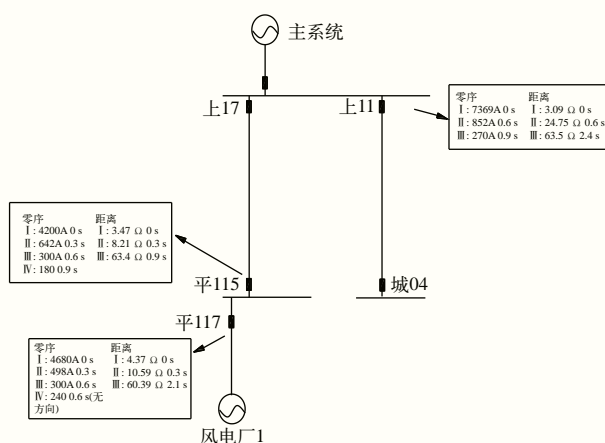 主系统
上17
上11
零序 距离
Ⅰ: 7369A 0 s Ⅰ: 3.09 Ω 0 s
Ⅱ: 852A 0.6 s Ⅱ: 24.75 Ω 0.6 s
Ⅲ: 270A 0.9 s Ⅲ: 63.5 Ω 2.4 s
零序 距离
Ⅰ: 4200A 0 s Ⅰ: 3.47 Ω 0 s
Ⅱ: 642A 0.3 s Ⅱ: 8.21 Ω 0.3 s
Ⅲ: 300A 0.6 s Ⅲ: 63.4 Ω 0.9 s
Ⅳ: 180 0.9 s
平115
城04
平117
零序 距离
Ⅰ: 4680A 0 s Ⅰ: 4.37 Ω 0 s
Ⅱ: 498A 0.3 s Ⅱ: 10.59 Ω 0.3 s
Ⅲ: 300A 0.6 s Ⅲ: 60.39 Ω 2.1 s
Ⅳ: 240 0.6 s(无
方向)
风电厂1